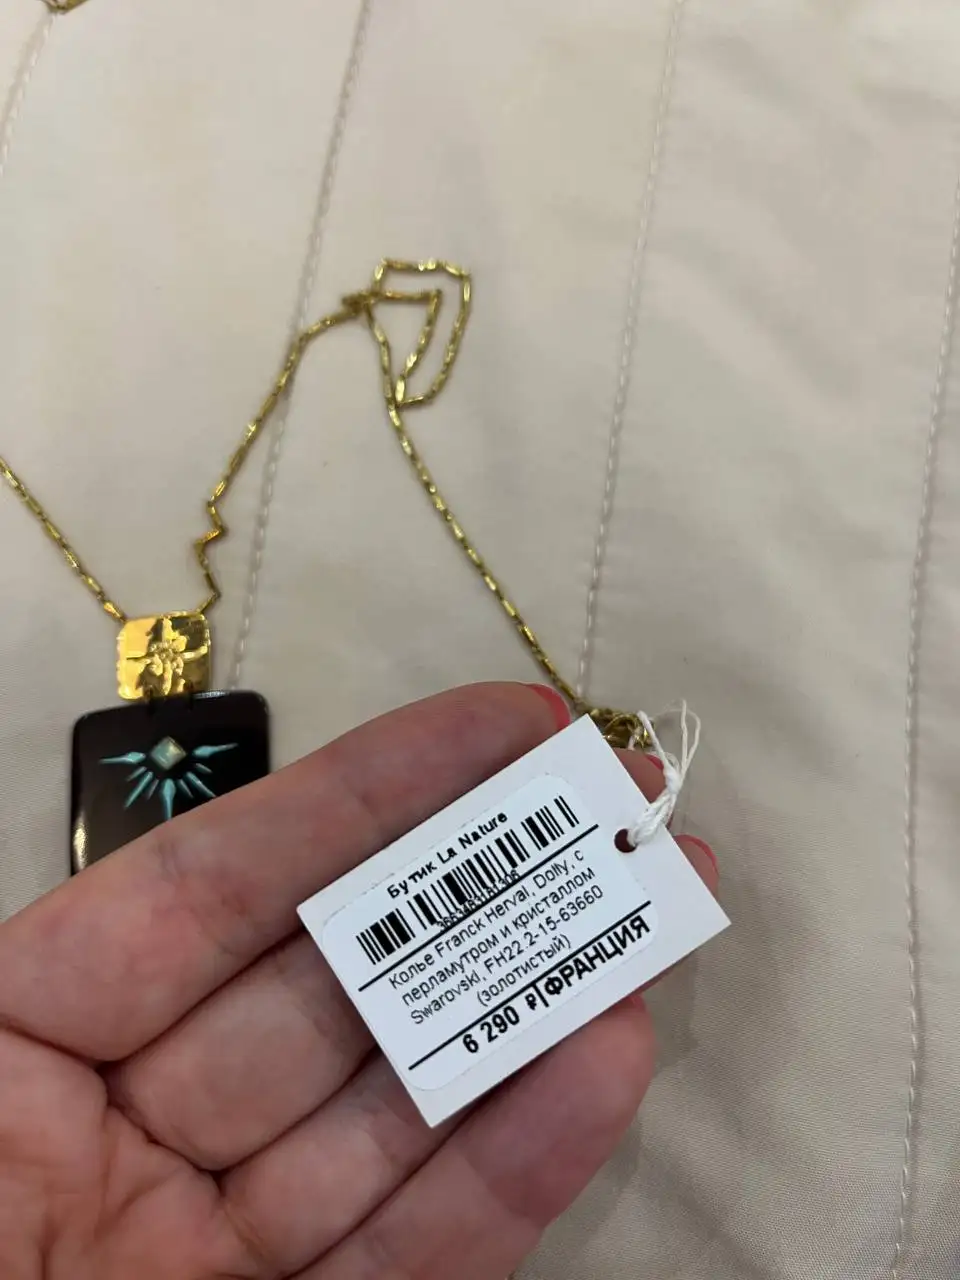 Бутик La Nature
Колье Franck Herval, Dolly, с
перламутром и кристаллом
Swarovski, FH22.2-15-63660
(золотистый)
6 290 ₽|ФРАНЦИЯ